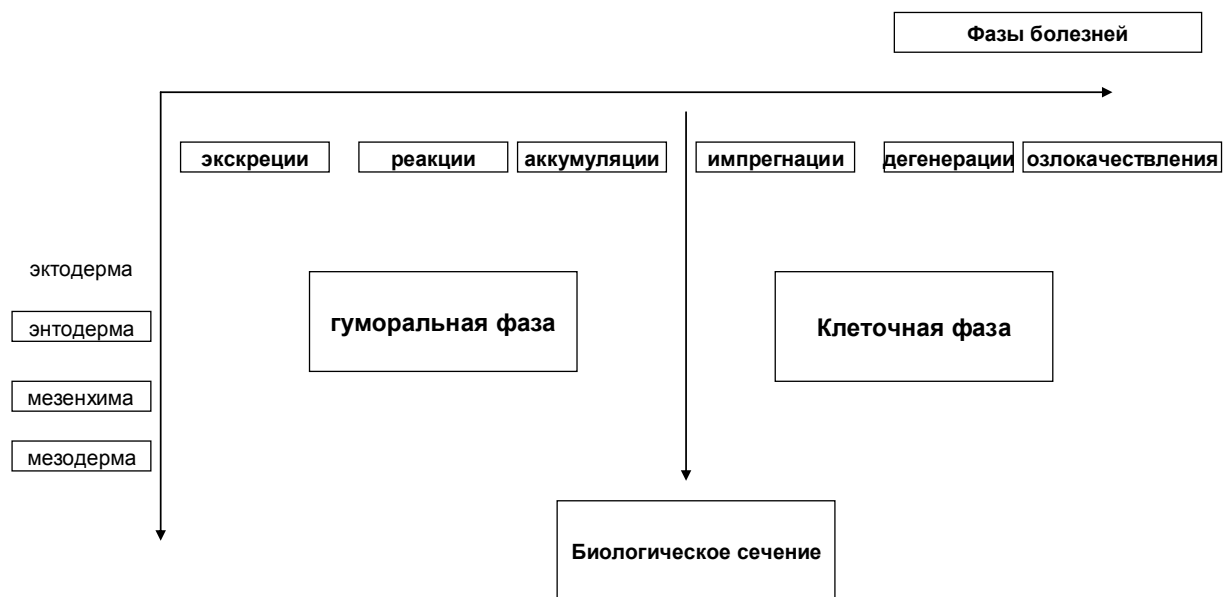 Фазы болезней
экскреции реакции аккумуляции импрегнации дегенерации озлокачествления
эктодерма
энтодерма
мезенхима
мезодерма
гуморальная фаза
Клеточная фаза
Биологическое сечение